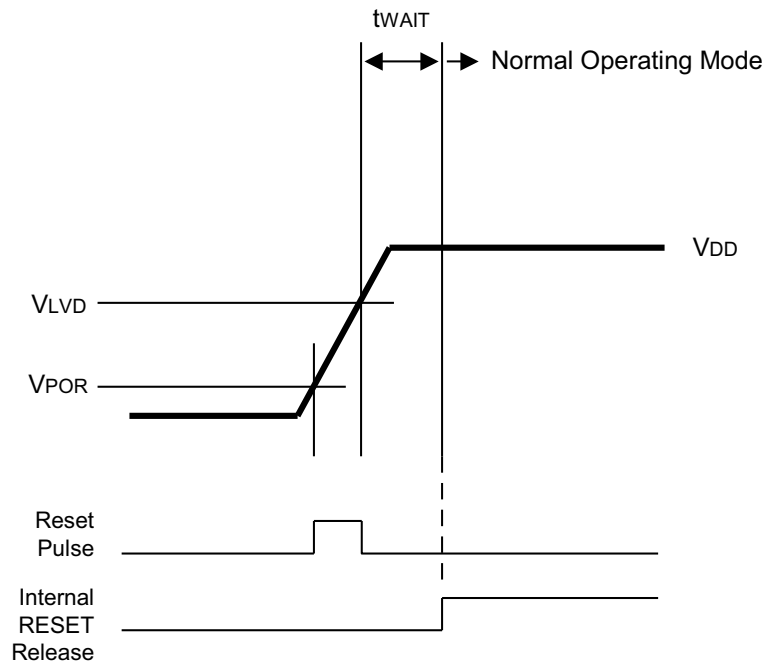 tWAIT
Normal Operating Mode
VDD
VLVD
VPOR
Reset
Pulse
Internal
RESET
Release